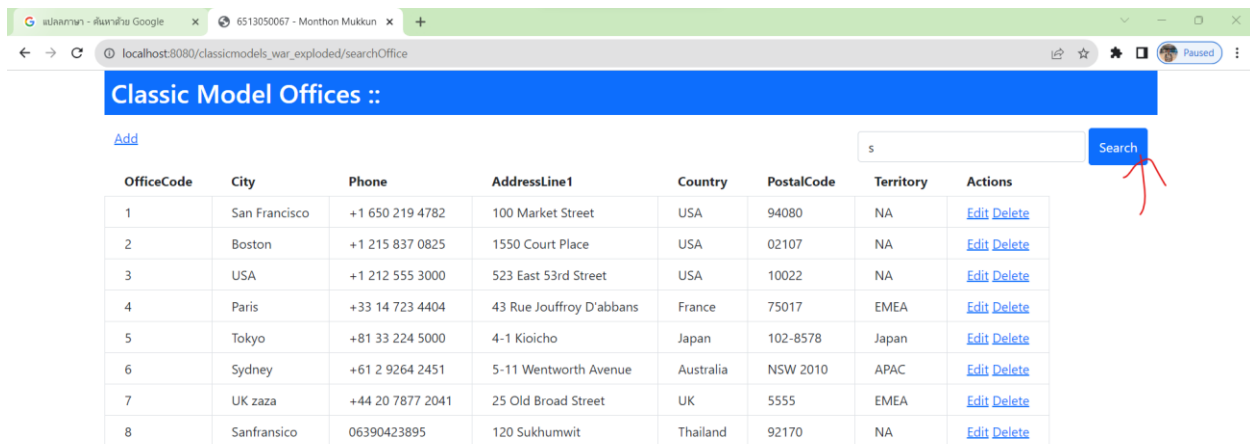 แปลภาษา - ค้นหาด้วย Google
6513050067 - Monthon Mukkun
localhost:8080/classicmodels_war_exploded/searchOffice
Paused
Classic Model Offices ::
Add
s
Search
OfficeCode City Phone AddressLine1 Country PostalCode Territory Actions
1 San Francisco +1 650 219 4782 100 Market Street USA 94080 NA Edit Delete
2 Boston +1 215 837 0825 1550 Court Place USA 02107 NA Edit Delete
3 USA +1 212 555 3000 523 East 53rd Street USA 10022 NA Edit Delete
4 Paris +33 14 723 4404 43 Rue Jouffroy D'abbans France 75017 EMEA Edit Delete
5 Tokyo +81 33 224 5000 4-1 Kioicho Japan 102-8578 Japan Edit Delete
6 Sydney +61 2 9264 2451 5-11 Wentworth Avenue Australia NSW 2010 APAC Edit Delete
7 UK zaza +44 20 7877 2041 25 Old Broad Street UK 5555 EMEA Edit Delete
8 Sanfransico 06390423895 120 Sukhumwit Thailand 92170 NA Edit Delete